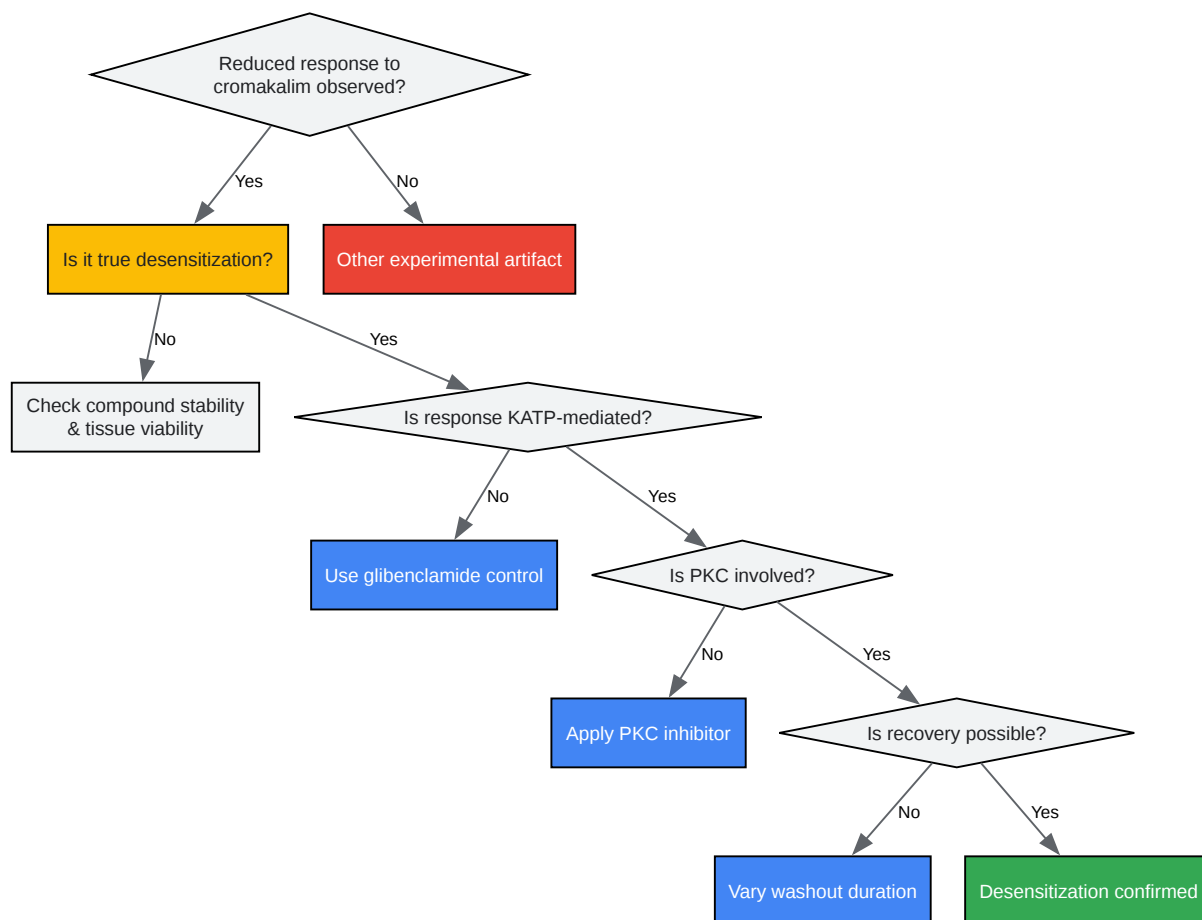 Reduced response to
cromakalim observed?
Yes
No
Is it true desensitization?
Other experimental artifact
No
Yes
Check compound stability
& tissue viability
Is response KATP-mediated?
No
Yes
Use glibenclamide control
Is PKC involved?
No
Yes
Apply PKC inhibitor
Is recovery possible?
No
Yes
Vary washout duration
Desensitization confirmed